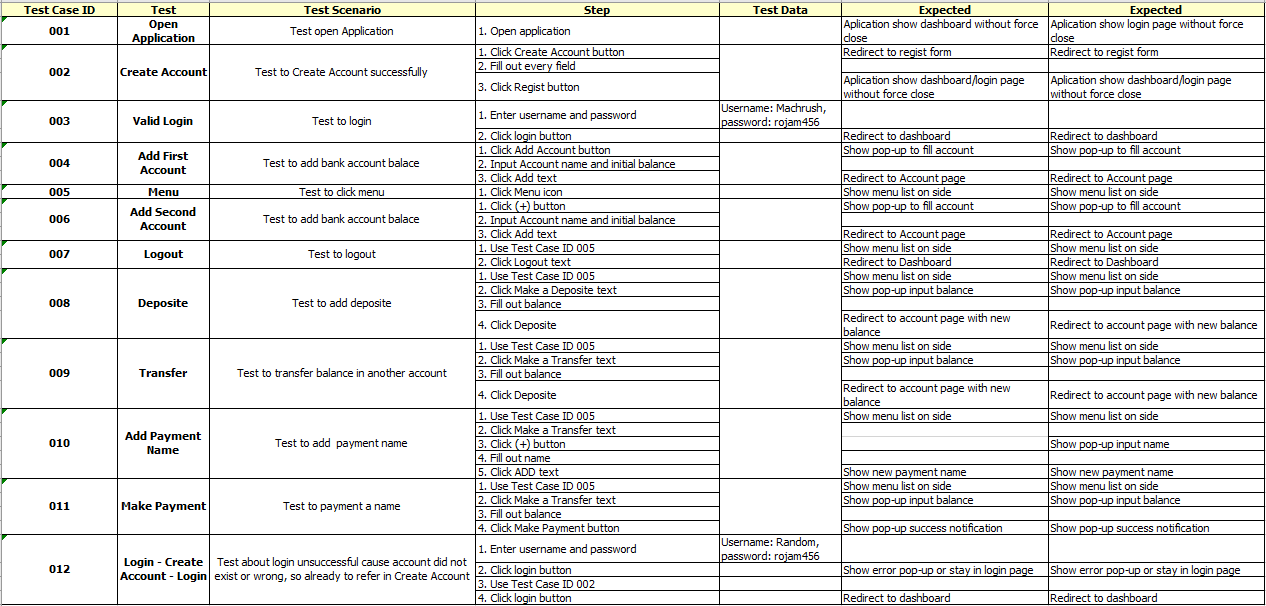 Test Case ID Test Test Scenario Step Test Data Expected Expected
001 Open Application Test open Application 1. Open application Aplication show dashboard without force close Aplication show login page without force close
002 Create Account Test to Create Account successfully 1. Click Create Account button Redirect to regist form Redirect to regist form
2. Fill out every field
3. Click Regist button Aplication show dashboard/login page without force close Aplication show dashboard/login page without force close
003 Valid Login Test to login 1. Enter username and password Username: Machrush, password: rojam456
2. Click login button Redirect to dashboard Redirect to dashboard
004 Add First Account Test to add bank account balace 1. Click Add Account button Show pop-up to fill account Show pop-up to fill account
2. Input Account name and initial balance
3. Click Add text Redirect to Account page Redirect to Account page
005 Menu Test to click menu 1. Click Menu icon Show menu list on side Show menu list on side
006 Add Second Account Test to add bank account balace 1. Click (+) button Show pop-up to fill account Show pop-up to fill account
2. Input Account name and initial balance
3. Click Add text Redirect to Account page Redirect to Account page
007 Logout Test to logout 1. Use Test Case ID 005 Show menu list on side Show menu list on side
2. Click Logout text Redirect to Dashboard Redirect to Dashboard
008 Deposite Test to add deposite 1. Use Test Case ID 005 Show menu list on side Show menu list on side
2. Click Make a Deposite text Show pop-up input balance Show pop-up input balance
3. Fill out balance
4. Click Deposite Redirect to account page with new balance Redirect to account page with new balance
009 Transfer Test to transfer balance in another account 1. Use Test Case ID 005 Show menu list on side Show menu list on side
2. Click Make a Transfer text Show pop-up input balance Show pop-up input balance
3. Fill out balance
4. Click Deposite Redirect to account page with new balance Redirect to account page with new balance
010 Add Payment Name Test to add payment name 1. Use Test Case ID 005 Show menu list on side Show menu list on side
2. Click Make a Transfer text
3. Click (+) button Show pop-up input name
4. Fill out name
5. Click ADD text Show new payment name Show new payment name
011 Make Payment Test to payment a name 1. Use Test Case ID 005 Show menu list on side Show menu list on side
2. Click Make a Transfer text Show pop-up input balance Show pop-up input balance
3. Fill out balance
4. Click Make Payment button Show pop-up success notification Show pop-up success notification
012 Login - Create Account - Login Test about login unsuccessful cause account did not exist or wrong, so already to refer in Create Account 1. Enter username and password Username: Random, password: rojam456
2. Click login button Show error pop-up or stay in login page Show error pop-up or stay in login page
3. Use Test Case ID 002
4. Click login button Redirect to dashboard Redirect to dashboard